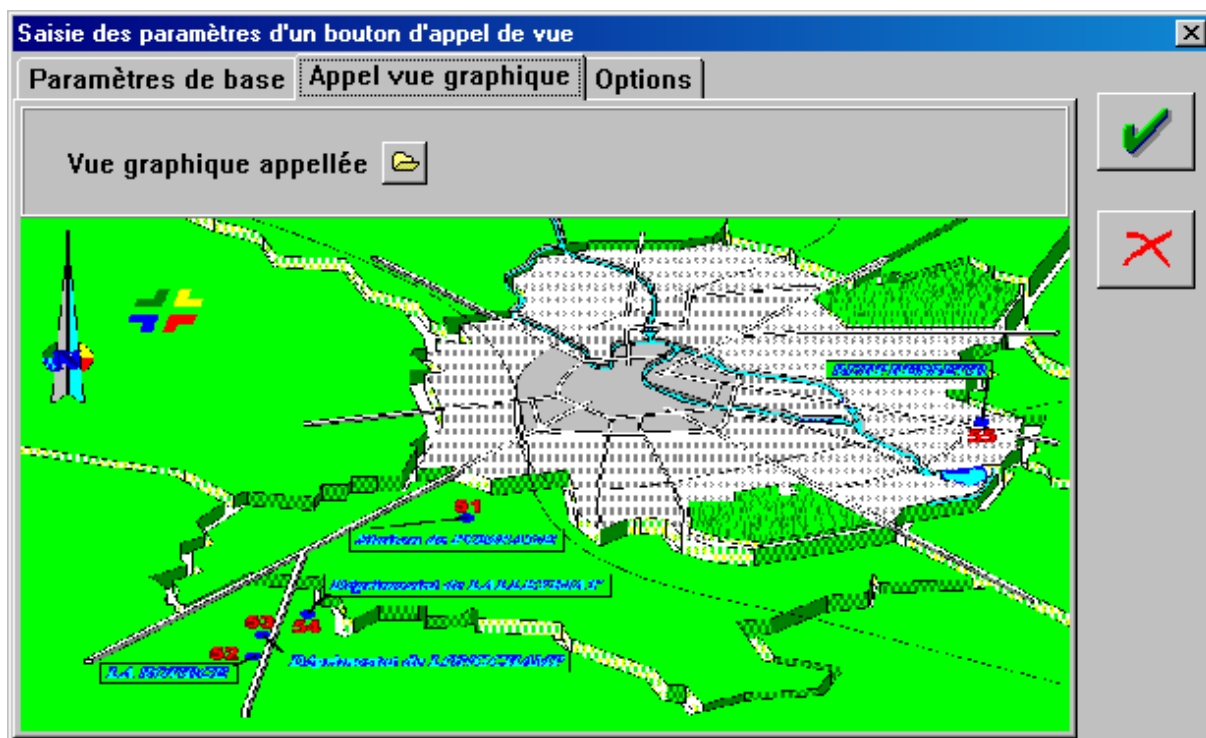 Saisie des paramètres d'un bouton d'appel de vue
Paramètres de base
Appel vue graphique
Options
Vue graphique appellée
55
61
54
63
62